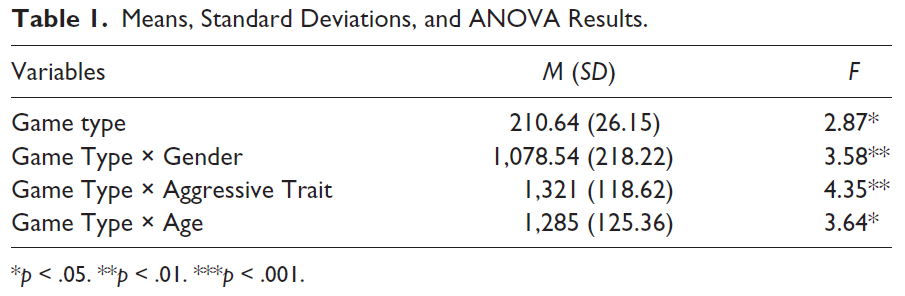 Table 1. Means, Standard Deviations, and ANOVA Results.
Variables M (SD) F
Game type 210.64 (26.15) 2.87*
Game Type × Gender 1,078.54 (218.22) 3.58**
Game Type × Aggressive Trait 1,321 (118.62) 4.35**
Game Type × Age 1,285 (125.36) 3.64*
*p < .05. **p < .01. ***p < .001.